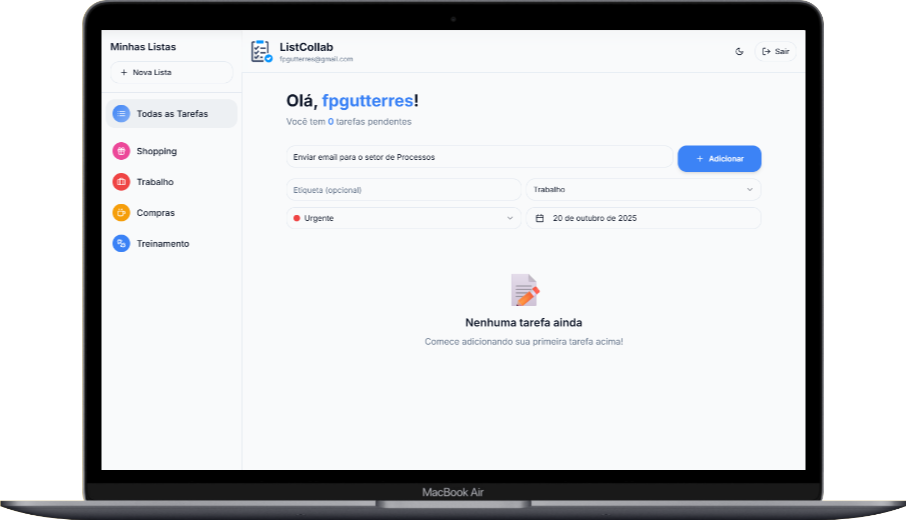 Minhas Listas
+ Nova Lista
Todas as Tarefas
Shopping
Trabalho
Compras
Treinamento
ListCollab
fpgutterres@gmail.com
Sair
Olá, fpgutterres!
Você tem 0 tarefas pendentes
Enviar email para o setor de Processos
+ Adicionar
Etiqueta (opcional)
Trabalho
Urgente
20 de outubro de 2025
Nenhuma tarefa ainda
Comece adicionando sua primeira tarefa acima!
MacBook Air